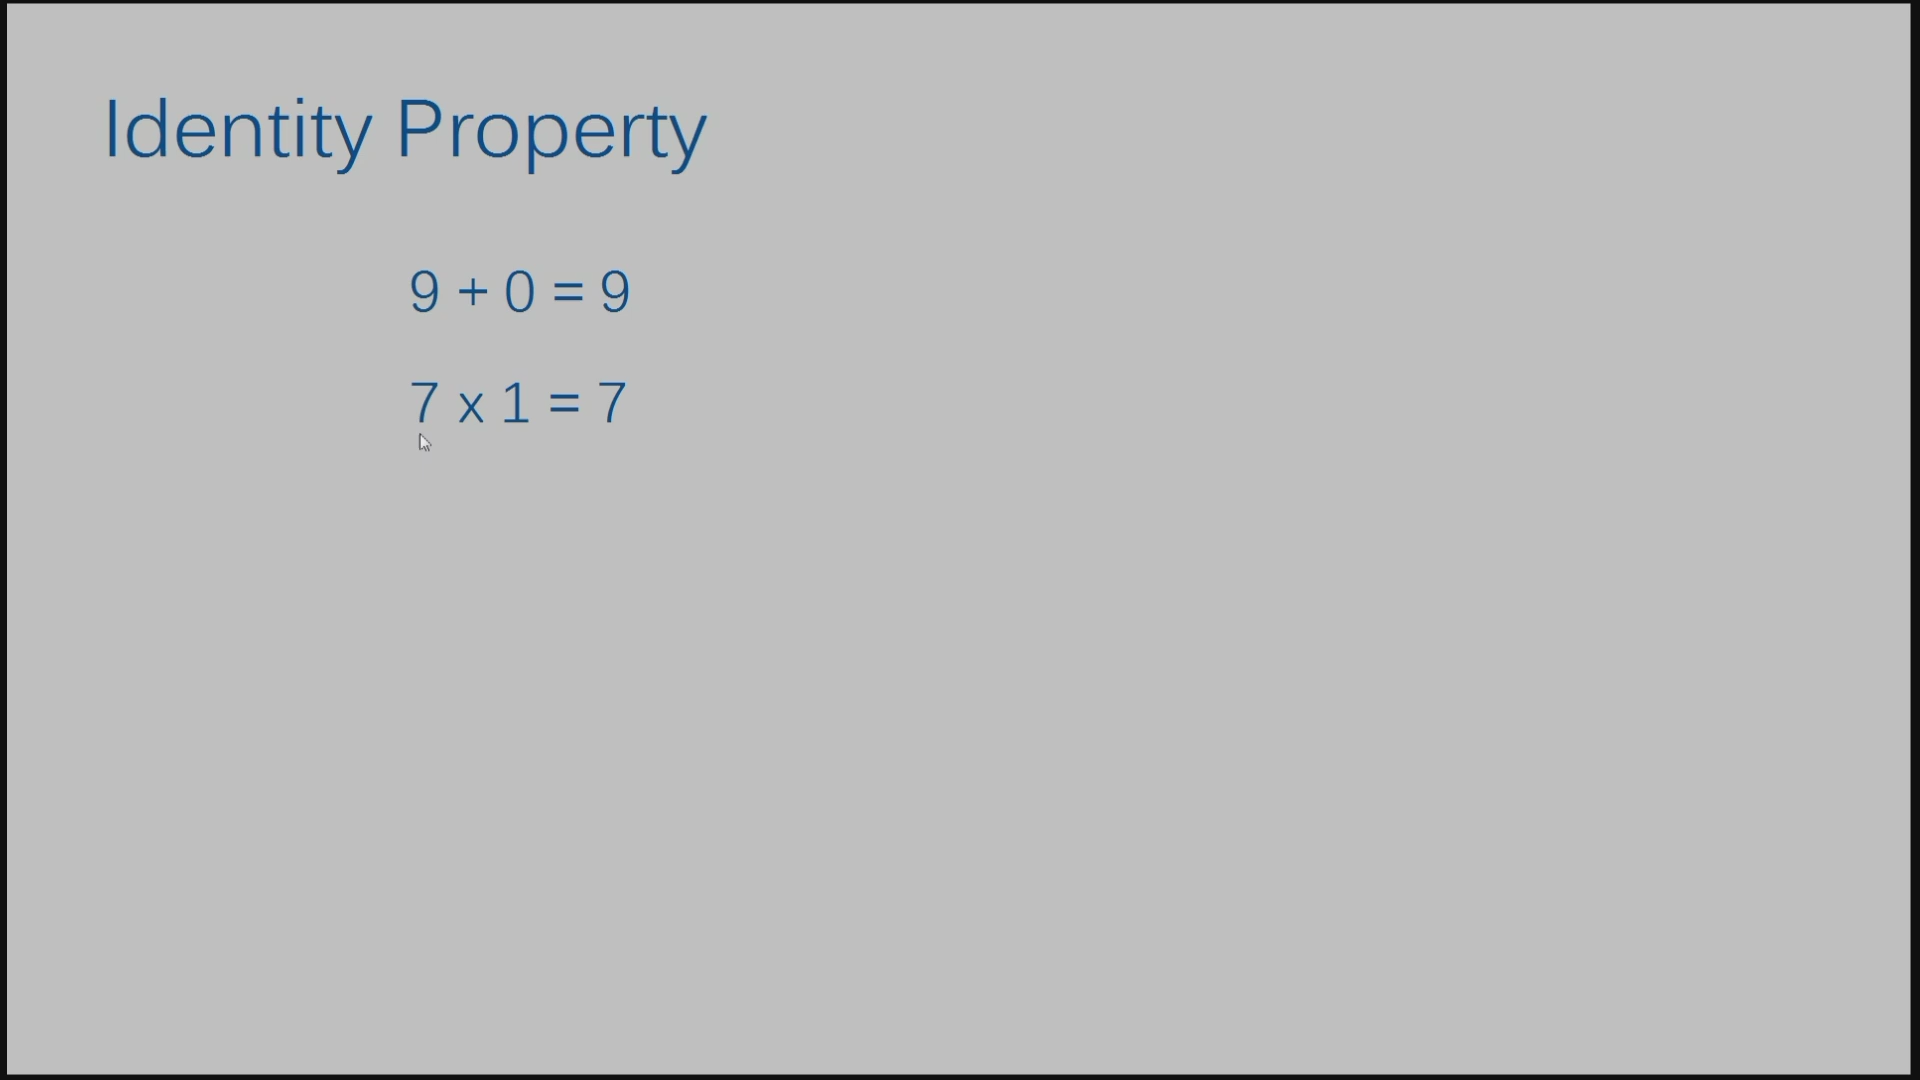 Identity Property
9 + 0 = 9
7 x 1 = 7